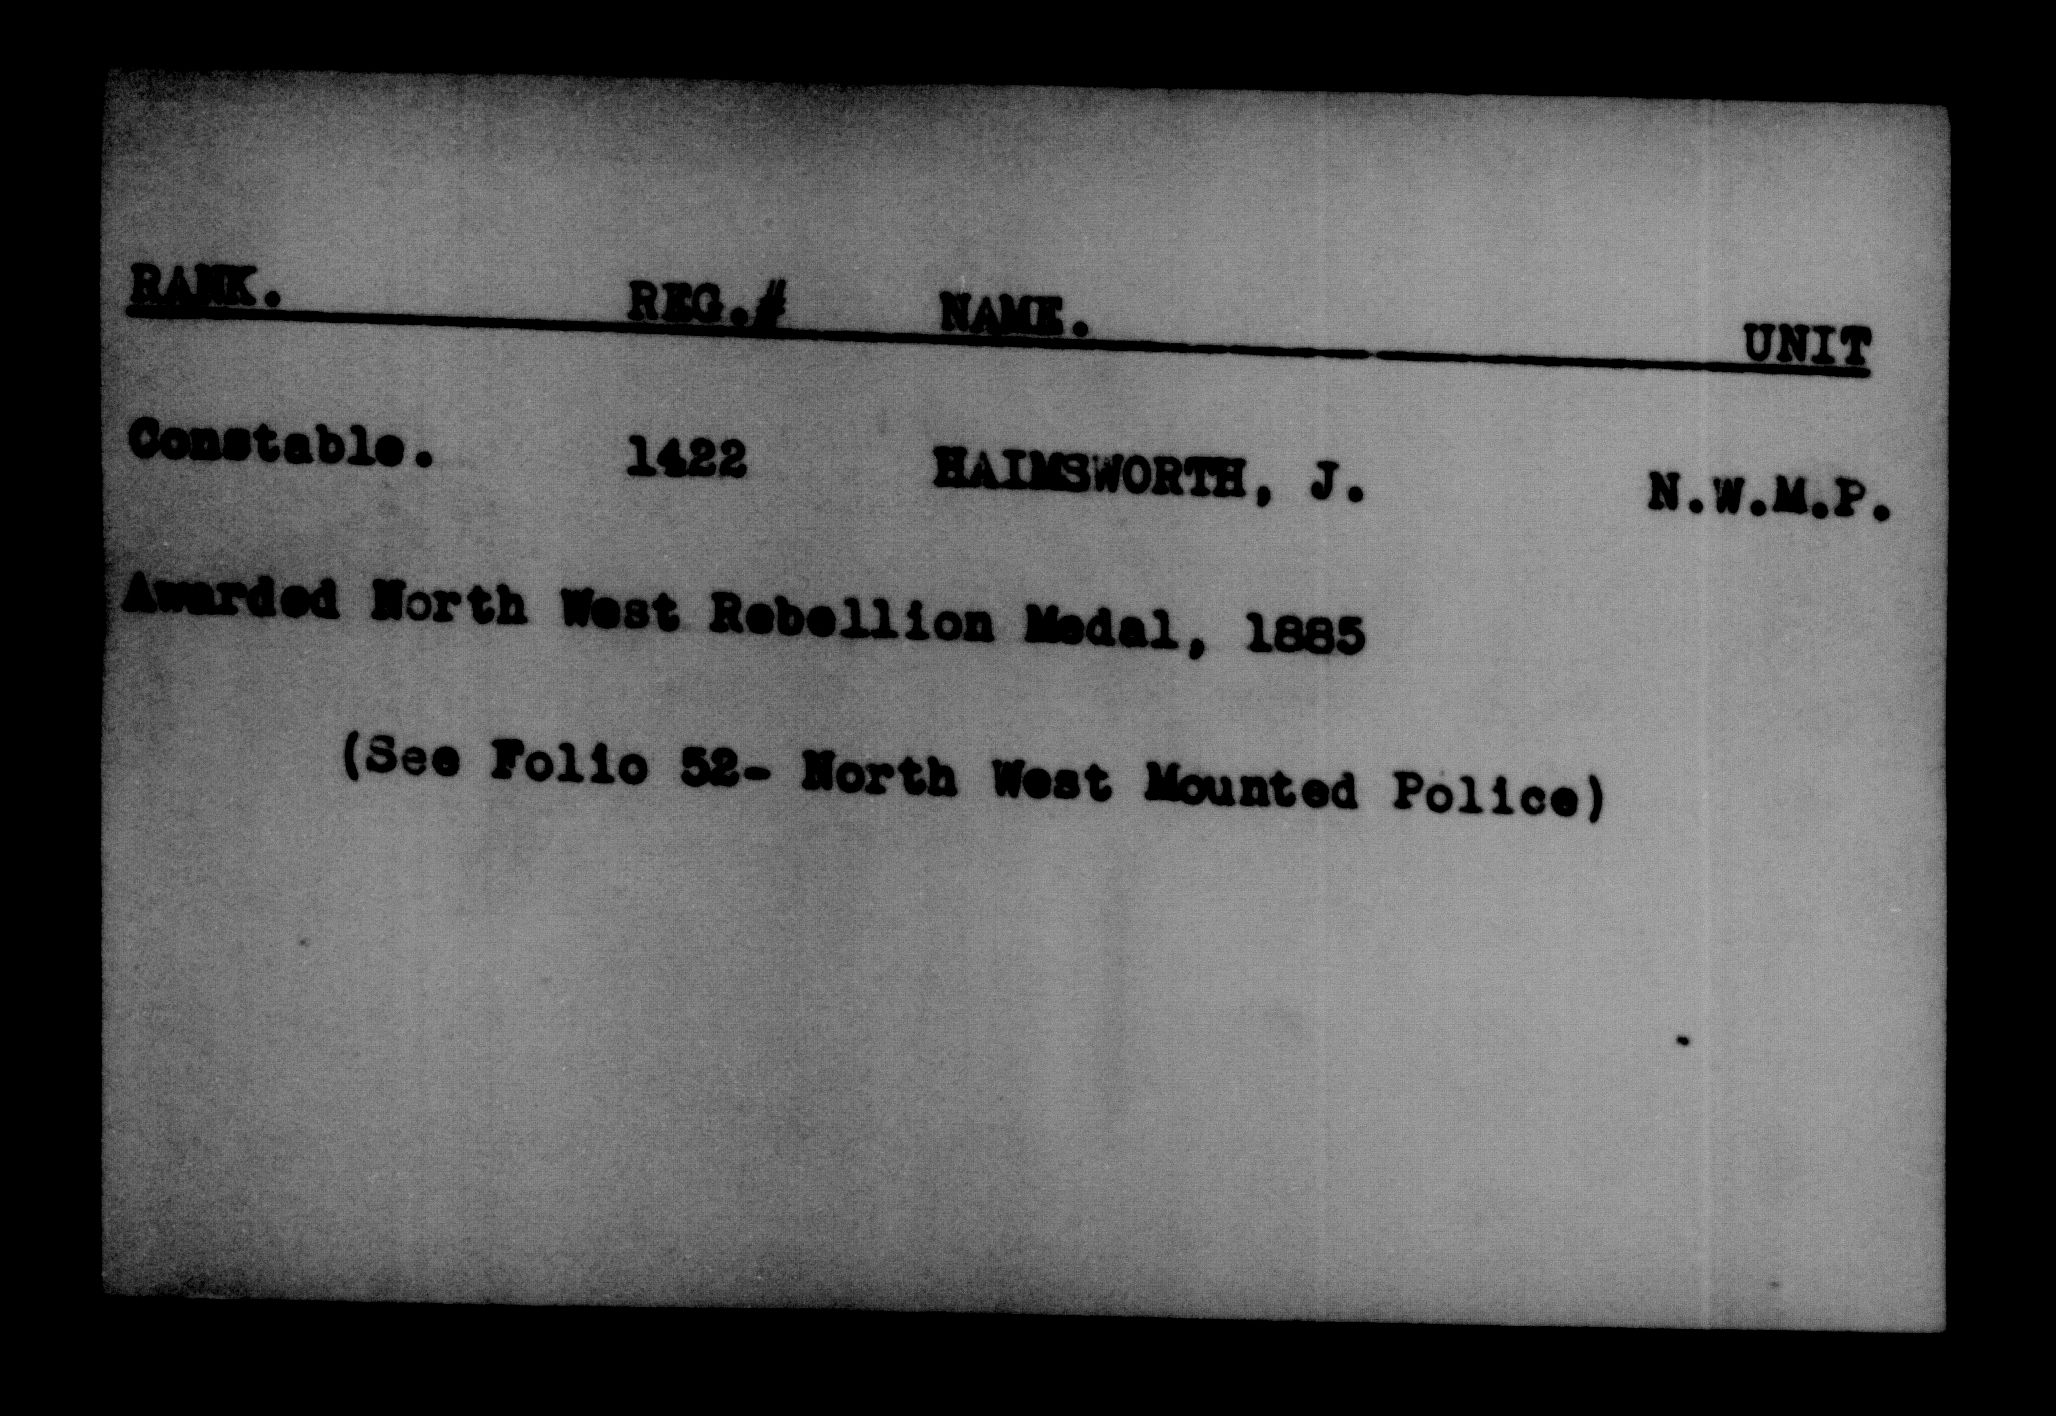 RANK. REG.# NAME. UNIT
Constable. 1422 HAIMSWORTH, J. N.W.M.P.
Awarded North West Rebellion Medal, 1885
(See Folio 52- North West Mounted Police)